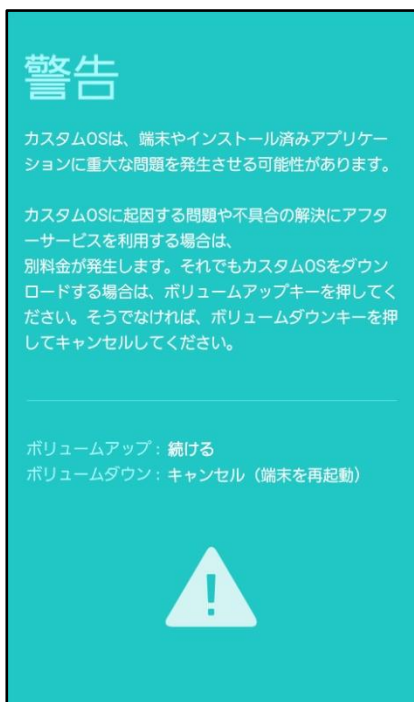 警告
カスタムOSは、端末やインストール済みアプリケー
ションに重大な問題を発生させる可能性があります。
カスタムOSに起因する問題や不具合の解決にアフタ
ーサービスを利用する場合は、
別料金が発生します。それでもカスタムOSをダウン
ロードする場合は、ボリュームアップキーを押してく
ださい。そうでなければ、ボリュームダウンキーを押
してキャンセルしてください。
ボリュームアップ : 続ける
ボリュームダウン : キャンセル（端末を再起動）